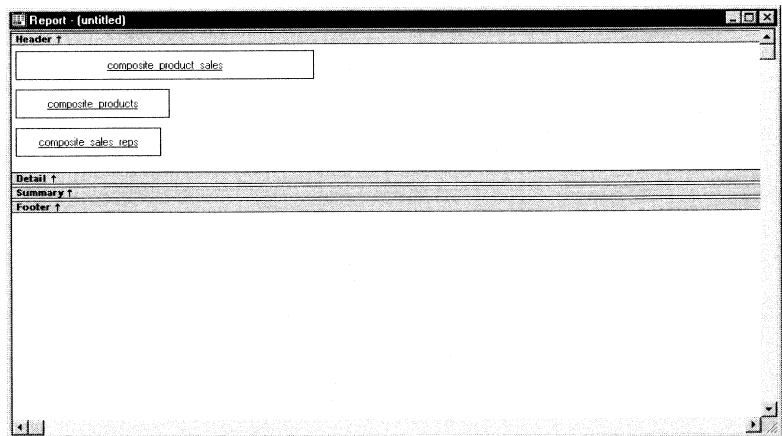 Report - (untitled)
Header ↑
composite_product_sales
composite_products
composite_sales_reps
Detail ↑
Summary ↑
Footer ↑